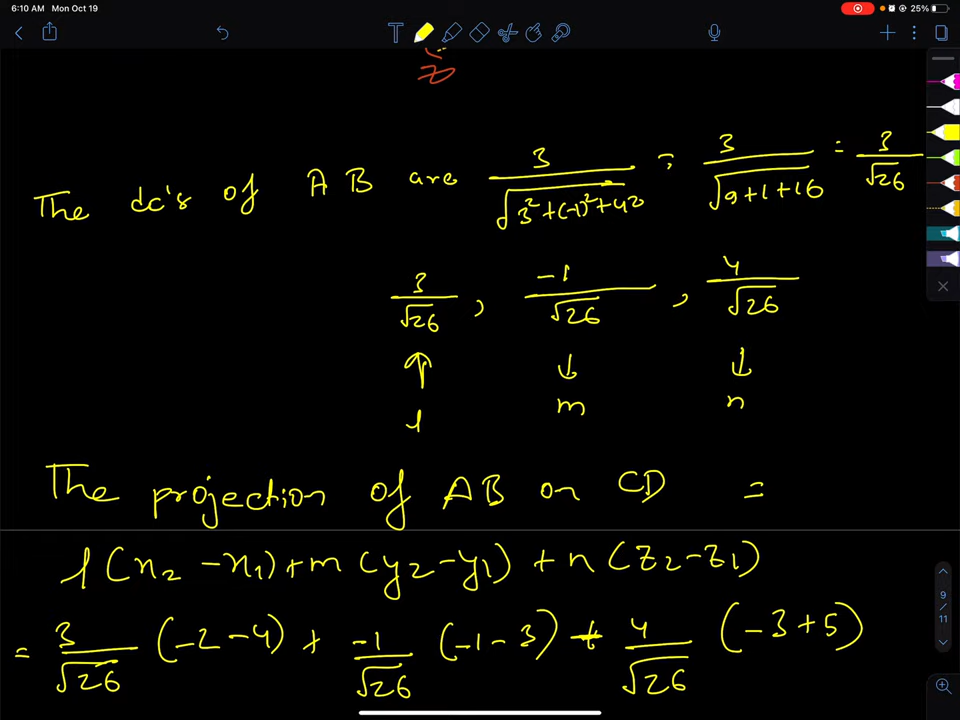 6:10 AM Mon Oct 19
25%
z
The dc's of AB are 3/√(3²+(-1)²+4²) = 3/√(9+1+16) = 3/√26
3/√26 , -1/√26 , 4/√26
↑ ↓ ↓
l m n
The projection of AB on CD =
l(x₂ -x₁)+m(y₂-y₁)+n(z₂-z₁)
= 3/√26 (-2-4) + -1/√26 (-1-3) + 4/√26 (-3+5)
9
/
11